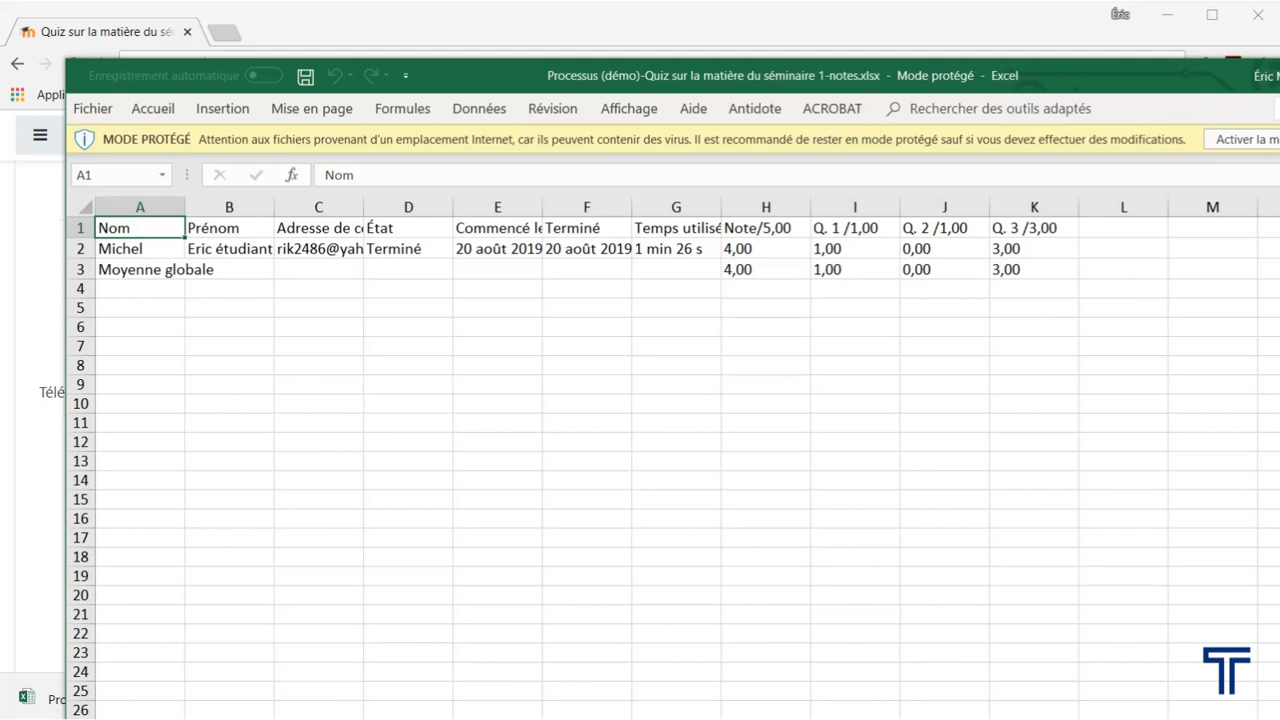 Éric
Quiz sur la matière du sé
Appli
Enregistrement automatique
Processus (démo)-Quiz sur la matière du séminaire 1-notes.xlsx - Mode protégé - Excel
Éric M
Fichier Accueil Insertion Mise en page Formules Données Révision Affichage Aide Antidote ACROBAT Rechercher des outils adaptés
MODE PROTÉGÉ Attention aux fichiers provenant d'un emplacement Internet, car ils peuvent contenir des virus. Il est recommandé de rester en mode protégé sauf si vous devez effectuer des modifications. Activer la m
A1 fx Nom
A B C D E F G H I J K L M
1 Nom Prénom Adresse de co État Commencé le Terminé Temps utilisé Note/5,00 Q. 1 /1,00 Q. 2 /1,00 Q. 3 /3,00
2 Michel Eric étudiant rik2486@yah Terminé 20 août 2019 20 août 2019 1 min 26 s 4,00 1,00 0,00 3,00
3 Moyenne globale 4,00 1,00 0,00 3,00
4
5
6
7
8
Télé
9
10
11
12
13
14
15
16
17
18
19
20
21
22
23
24
25
Pro
26